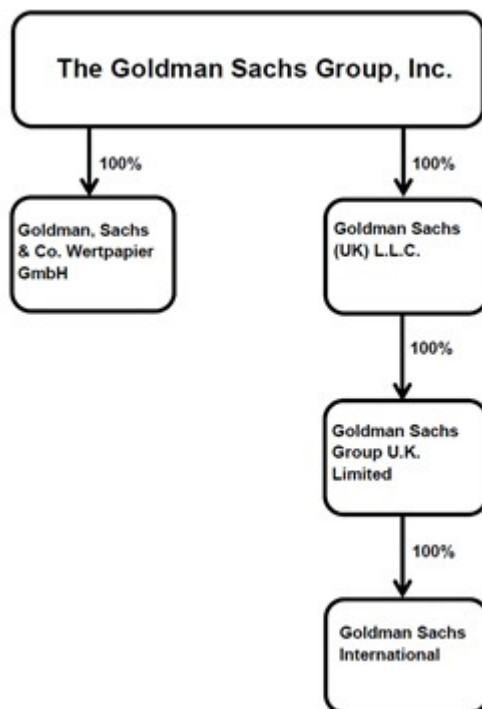 The Goldman Sachs Group, Inc.
100%
100%
Goldman, Sachs
& Co. Wertpapier
GmbH
Goldman Sachs
(UK) L.L.C.
100%
Goldman Sachs
Group U.K.
Limited
100%
Goldman Sachs
International